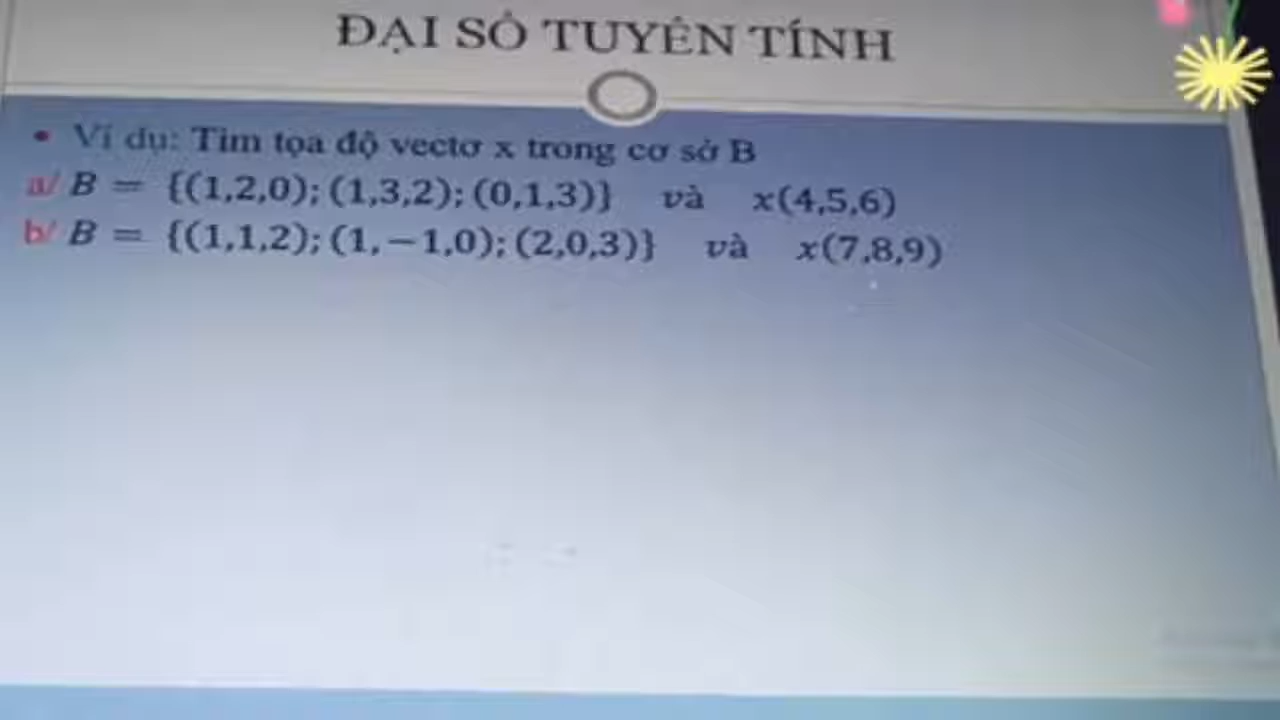 ĐẠI SỐ TUYẾN TÍNH
• Ví dụ: Tìm tọa độ vectơ x trong cơ sở B
a/ B = {(1,2,0); (1,3,2); (0,1,3)} và x(4,5,6)
b/ B = {(1,1,2); (1,−1,0); (2,0,3)} và x(7,8,9)